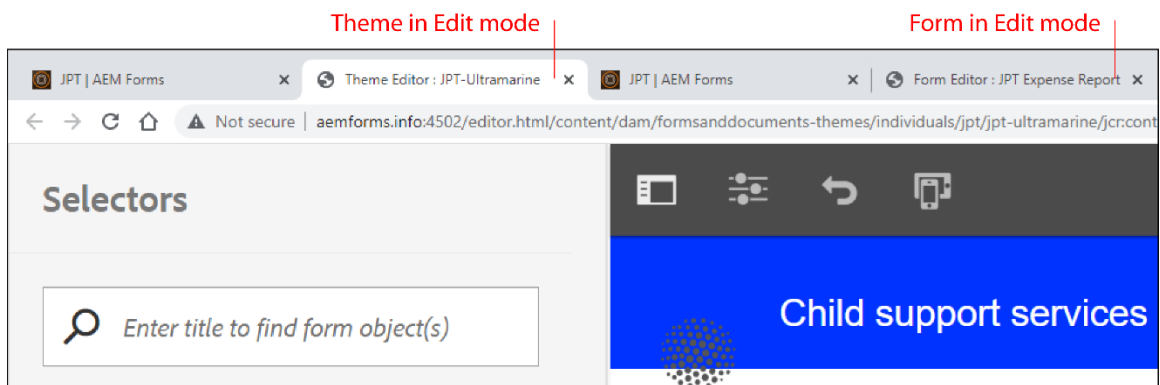 Theme in Edit mode
Form in Edit mode
JPT | AEM Forms
Theme Editor : JPT-Ultramarine
JPT | AEM Forms
Form Editor : JPT Expense Report
Not secure | aemforms.info:4502/editor.html/content/dam/formsanddocuments-themes/individuals/jpt/jpt-ultramarine/jcr:cont
Selectors
Enter title to find form object(s)
Child support services